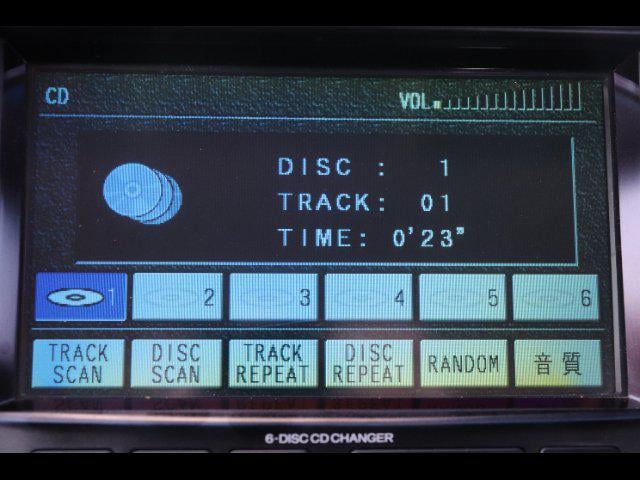 CD VOL
DISC : 1
TRACK: 01
TIME: 0'23"
1 2 3 4 5 6
TRACK SCAN
DISC SCAN
TRACK REPEAT
DISC REPEAT
RANDOM
音質
6-DISC CD CHANGER